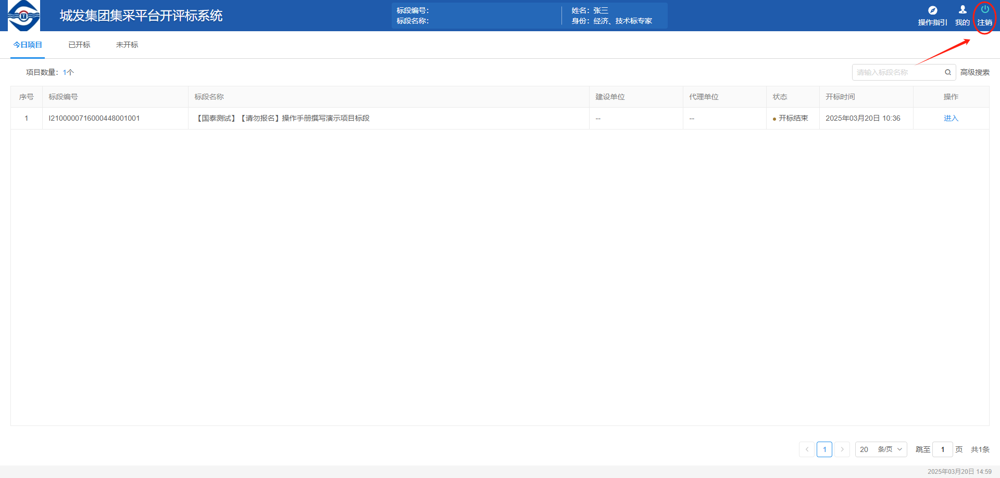 城发集团集采平台开评标系统
标段编号：
标段名称：
姓名：张三
身份：经济、技术标专家
操作指引 我的 注销
今日项目 已开标 未开标
项目数量：1个
请输入标段名称 高级搜索
序号 标段编号 标段名称 建设单位 代理单位 状态 开标时间 操作
1 I2100000716000448001001 【国泰测试】【请勿报名】操作手册撰写演示项目标段 -- -- 开标结束 2025年03月20日 10:36 进入
1 20 条/页 跳至 1 页 共1条
2025年03月20日 14:59